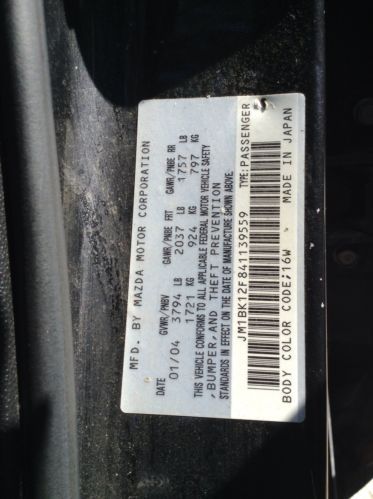 MFD. BY MAZDA MOTOR CORPORATION
DATE GVWR/PNBV GAWR/PNBE FRT GAWR/PNBE RR
01/04 3794 LB 2037 LB 1757 LB
1721 KG 924 KG 797 KG
THIS VEHICLE CONFORMS TO ALL APPLICABLE FEDERAL MOTOR VEHICLE SAFETY
,BUMPER,AND THEFT PREVENTION
STANDARDS IN EFFECT ON THE DATE OF MANUFACTURE SHOWN ABOVE.
JM1BK12F841139559 TYPE:PASSENGER
BODY COLOR CODE;16W MADE IN JAPAN